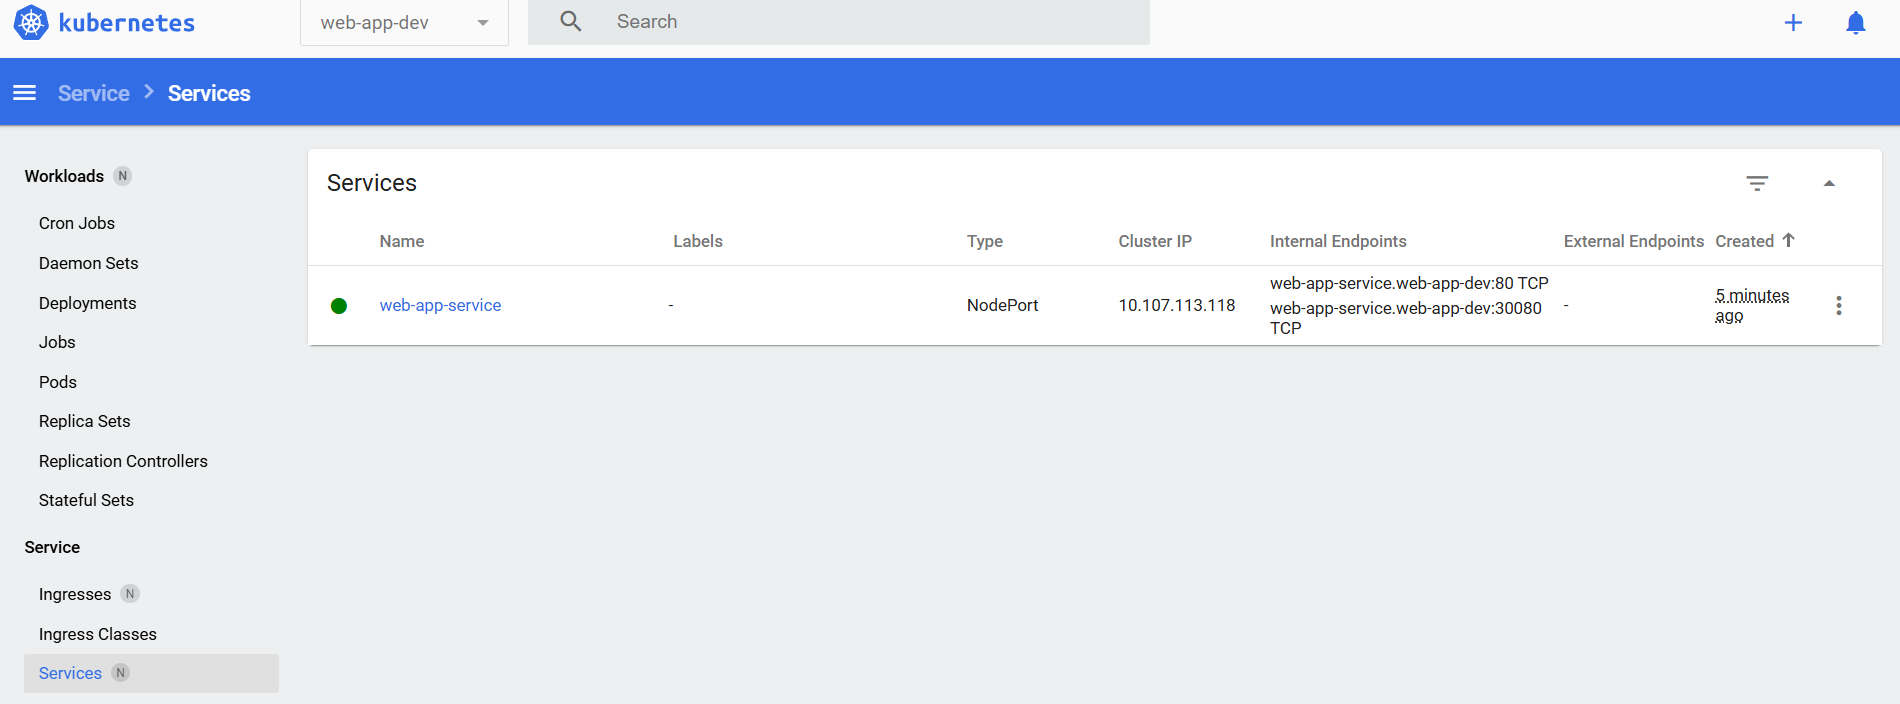 kubernetes
web-app-dev
Search
Service > Services
Workloads N
Cron Jobs
Daemon Sets
Deployments
Jobs
Pods
Replica Sets
Replication Controllers
Stateful Sets
Service
Ingresses N
Ingress Classes
Services N
Services
Name Labels Type Cluster IP Internal Endpoints External Endpoints Created
web-app-service - NodePort 10.107.113.118
web-app-service.web-app-dev:80 TCP
web-app-service.web-app-dev:30080
TCP
-
5 minutes
ago